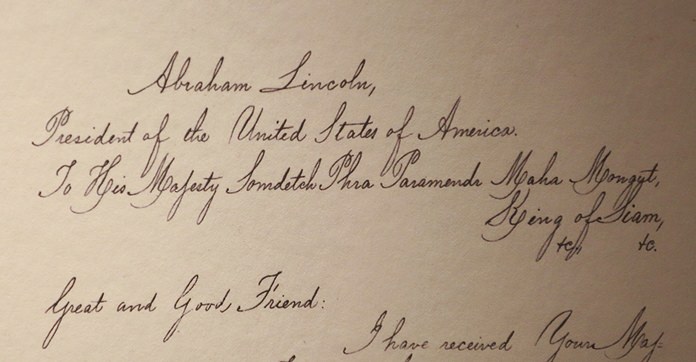 Abraham Lincoln,
President of the United States of America.
To His Majesty Somdetch Phra Paramendr Maha Mongut,
King of Siam,
&c, &c.
Great and Good Friend:
I have received Your Maj-